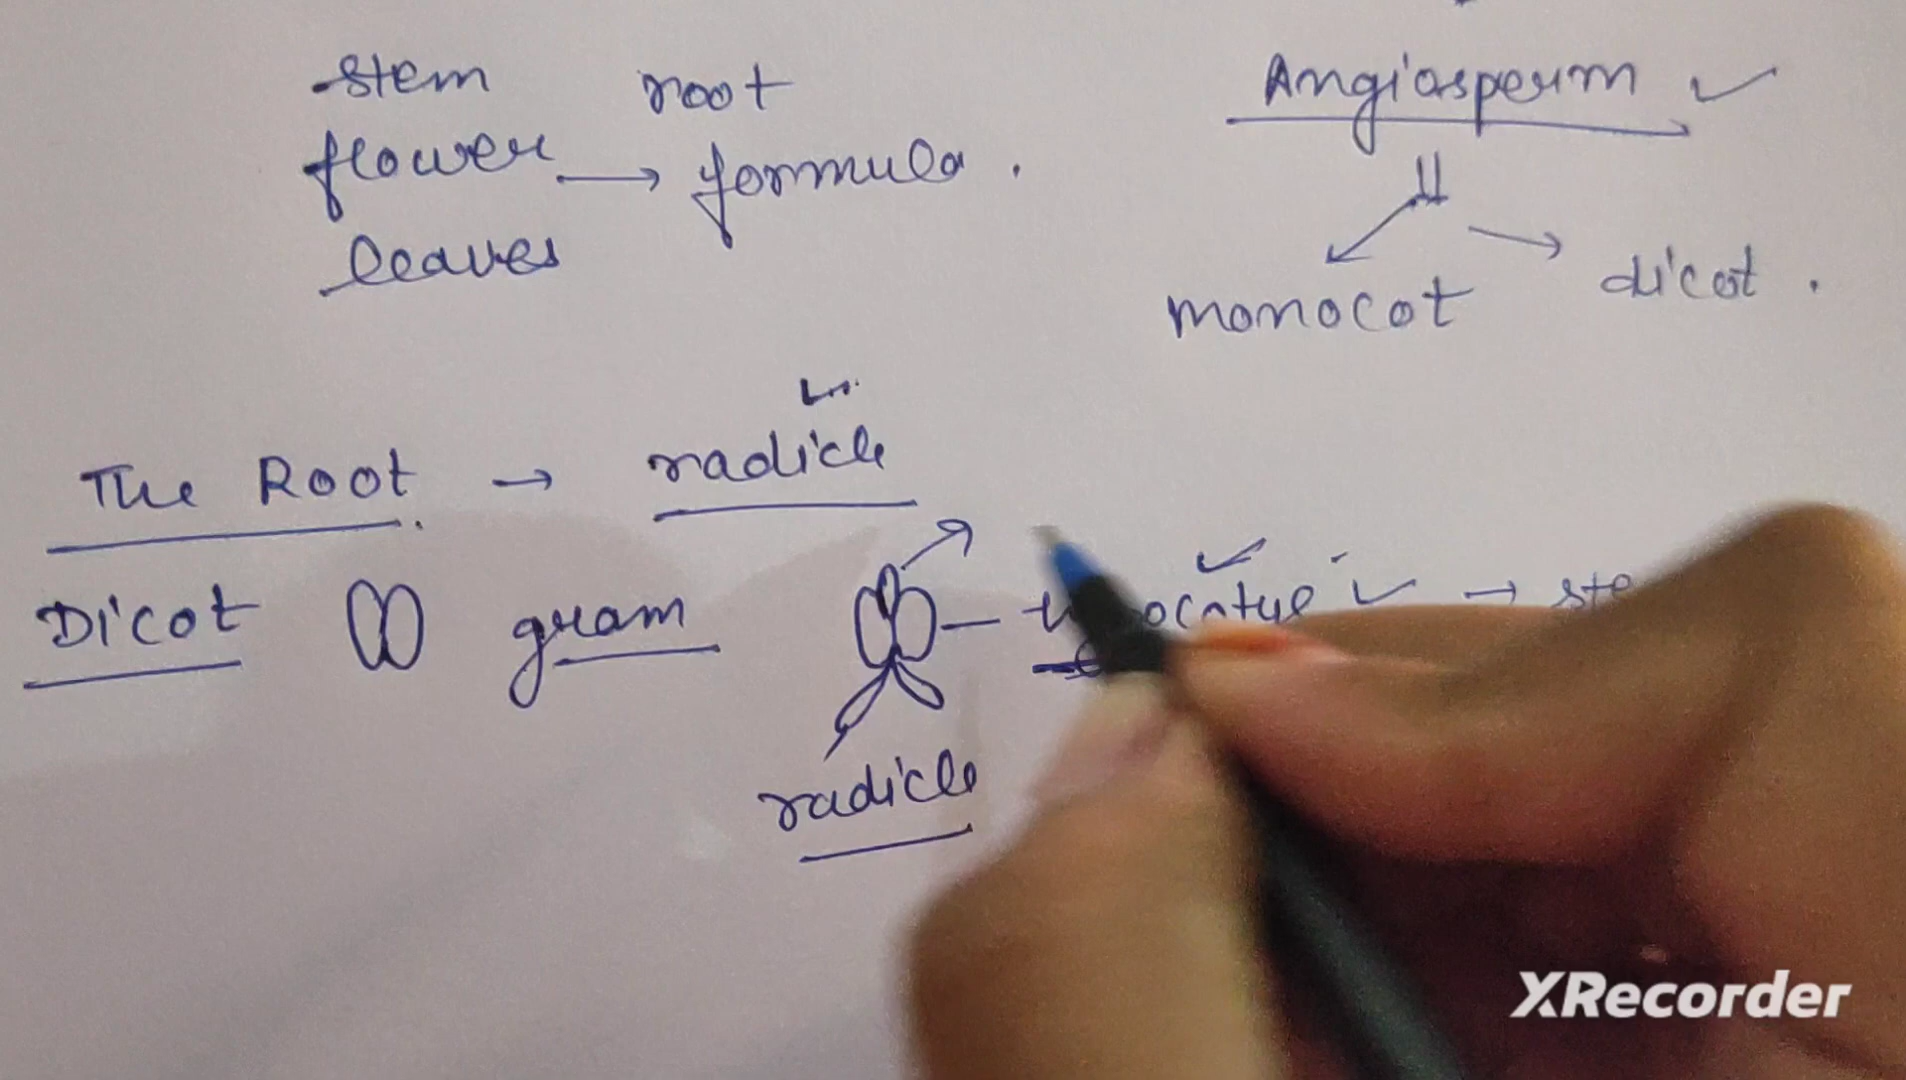 stem root
flower → formula.
leaves
Angiosperm ✓
monocot dicot.
The Root. → radicle
Dicot gram
radicle
XRecorder